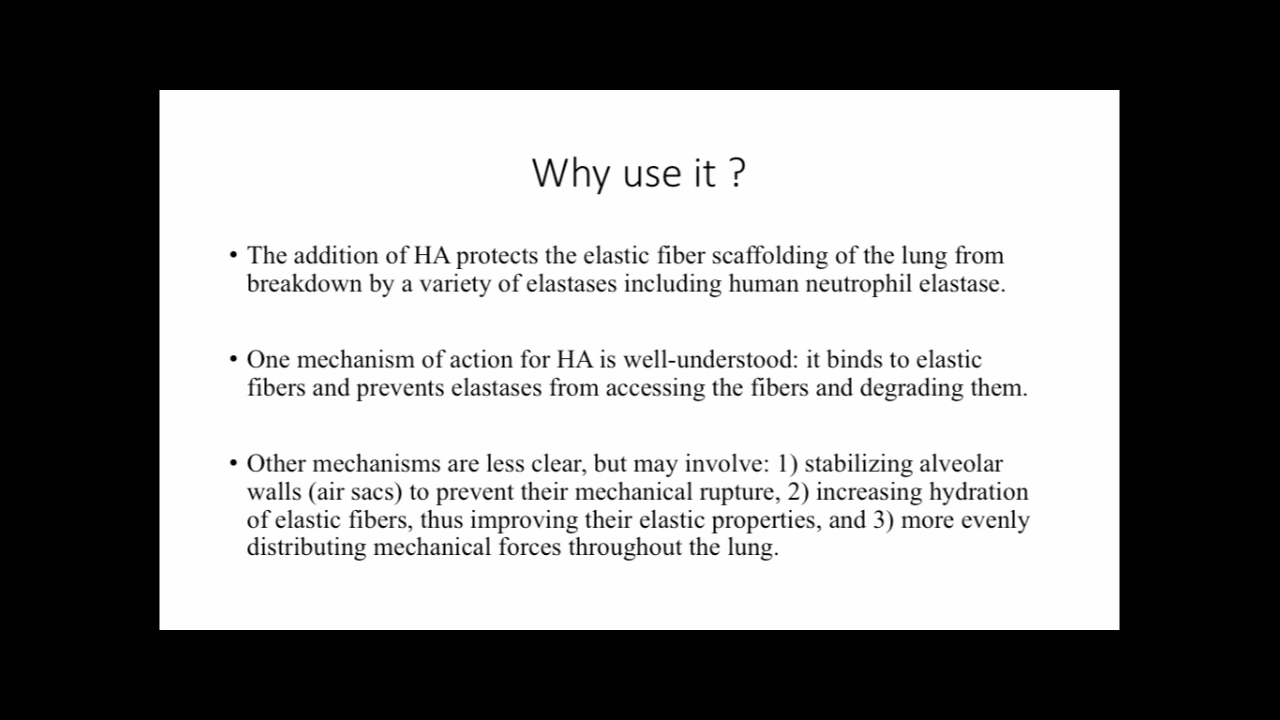 Why use it ?
• The addition of HA protects the elastic fiber scaffolding of the lung from
breakdown by a variety of elastases including human neutrophil elastase.
• One mechanism of action for HA is well-understood: it binds to elastic
fibers and prevents elastases from accessing the fibers and degrading them.
• Other mechanisms are less clear, but may involve: 1) stabilizing alveolar
walls (air sacs) to prevent their mechanical rupture, 2) increasing hydration
of elastic fibers, thus improving their elastic properties, and 3) more evenly
distributing mechanical forces throughout the lung.